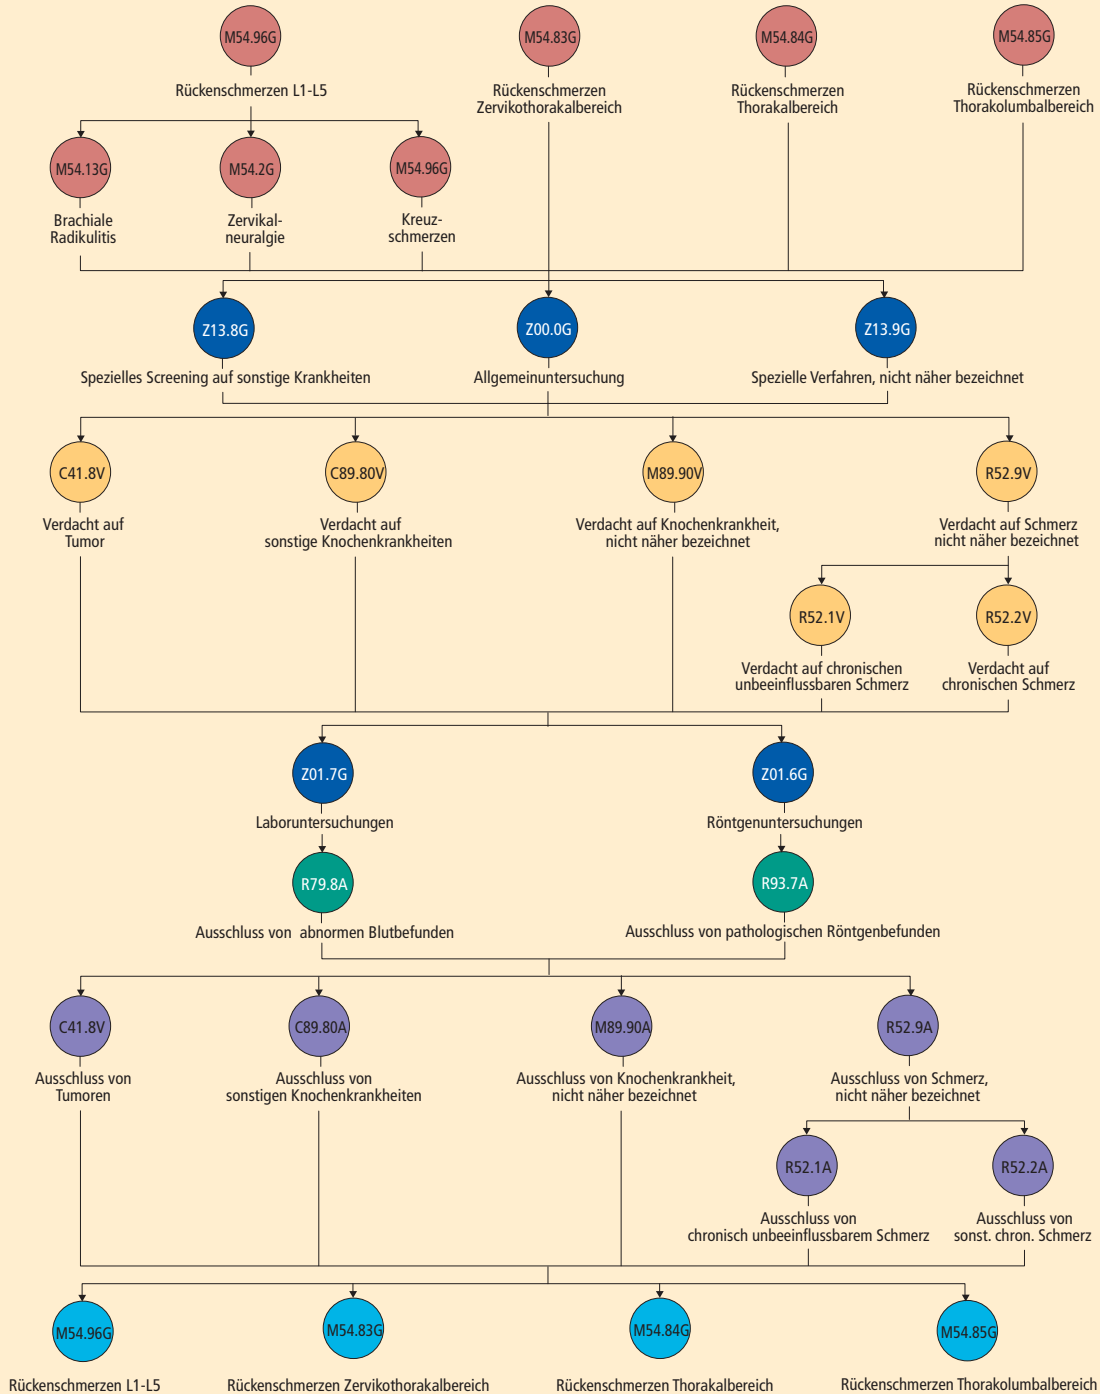 M54.96G
M54.83G
M54.84G
M54.85G
Rückenschmerzen L1-L5
Rückenschmerzen
Zervikothorakalbereich
Rückenschmerzen
Thorakalbereich
Rückenschmerzen
Thorakolumbalbereich
M54.13G
M54.2G
M54.96G
Brachiale
Radikulitis
Zervikal-
neuralgie
Kreuz-
schmerzen
Z13.8G
Z00.0G
Z13.9G
Spezielles Screening auf sonstige Krankheiten
Allgemeinuntersuchung
Spezielle Verfahren, nicht näher bezeichnet
C41.8V
C89.80V
M89.90V
R52.9V
Verdacht auf
Tumor
Verdacht auf
sonstige Knochenkrankheiten
Verdacht auf Knochenkrankheit,
nicht näher bezeichnet
Verdacht auf Schmerz
nicht näher bezeichnet
R52.1V
R52.2V
Verdacht auf chronischen
unbeeinflussbaren Schmerz
Verdacht auf
chronischen Schmerz
Z01.7G
Z01.6G
Laboruntersuchungen
Röntgenuntersuchungen
R79.8A
R93.7A
Ausschluss von abnormen Blutbefunden
Ausschluss von pathologischen Röntgenbefunden
C41.8V
C89.80A
M89.90A
R52.9A
Ausschluss von
Tumoren
Ausschluss von
sonstigen Knochenkrankheiten
Ausschluss von Knochenkrankheit,
nicht näher bezeichnet
Ausschluss von Schmerz,
nicht näher bezeichnet
R52.1A
R52.2A
Ausschluss von
chronisch unbeeinflussbarem Schmerz
Ausschluss von
sonst. chron. Schmerz
M54.96G
M54.83G
M54.84G
M54.85G
Rückenschmerzen L1-L5
Rückenschmerzen Zervikothorakalbereich
Rückenschmerzen Thorakalbereich
Rückenschmerzen Thorakolumbalbereich